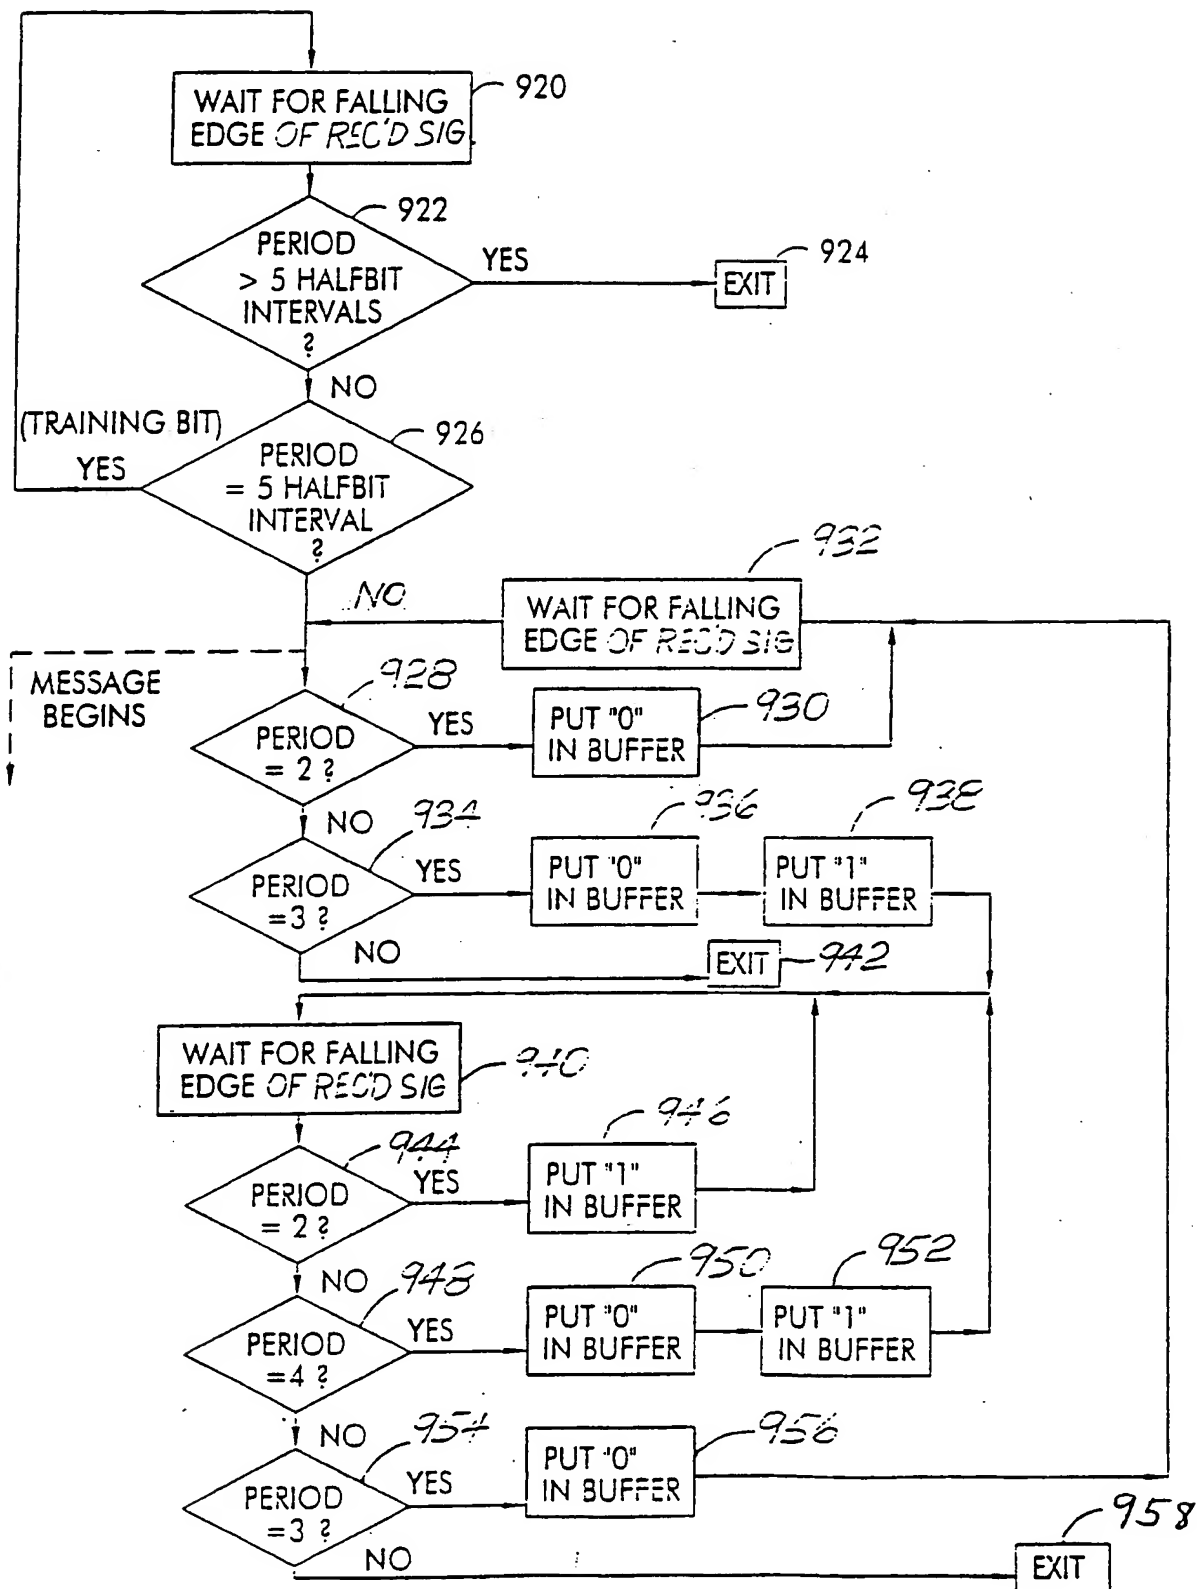 WAIT FOR FALLING
EDGE OF REC'D SIG.
920
922
PERIOD
> 5 HALFBIT
INTERVALS
?
YES
EXIT
924
NO
(TRAINING BIT)
YES
926
PERIOD
= 5 HALFBIT
INTERVAL
?
NO
932
WAIT FOR FALLING
EDGE OF REC'D SIG
MESSAGE
BEGINS
928
PERIOD
= 2 ?
YES
PUT "0"
IN BUFFER
930
NO
934
PERIOD
=3 ?
YES
936
PUT "0"
IN BUFFER
938
PUT "1"
IN BUFFER
NO
EXIT
942
WAIT FOR FALLING
EDGE OF REC'D SIG
940
944
PERIOD
= 2 ?
YES
946
PUT "1"
IN BUFFER
NO
948
PERIOD
=4 ?
YES
950
PUT "0"
IN BUFFER
952
PUT "1"
IN BUFFER
NO
954
PERIOD
=3 ?
YES
PUT "0"
IN BUFFER
956
NO
958
EXIT